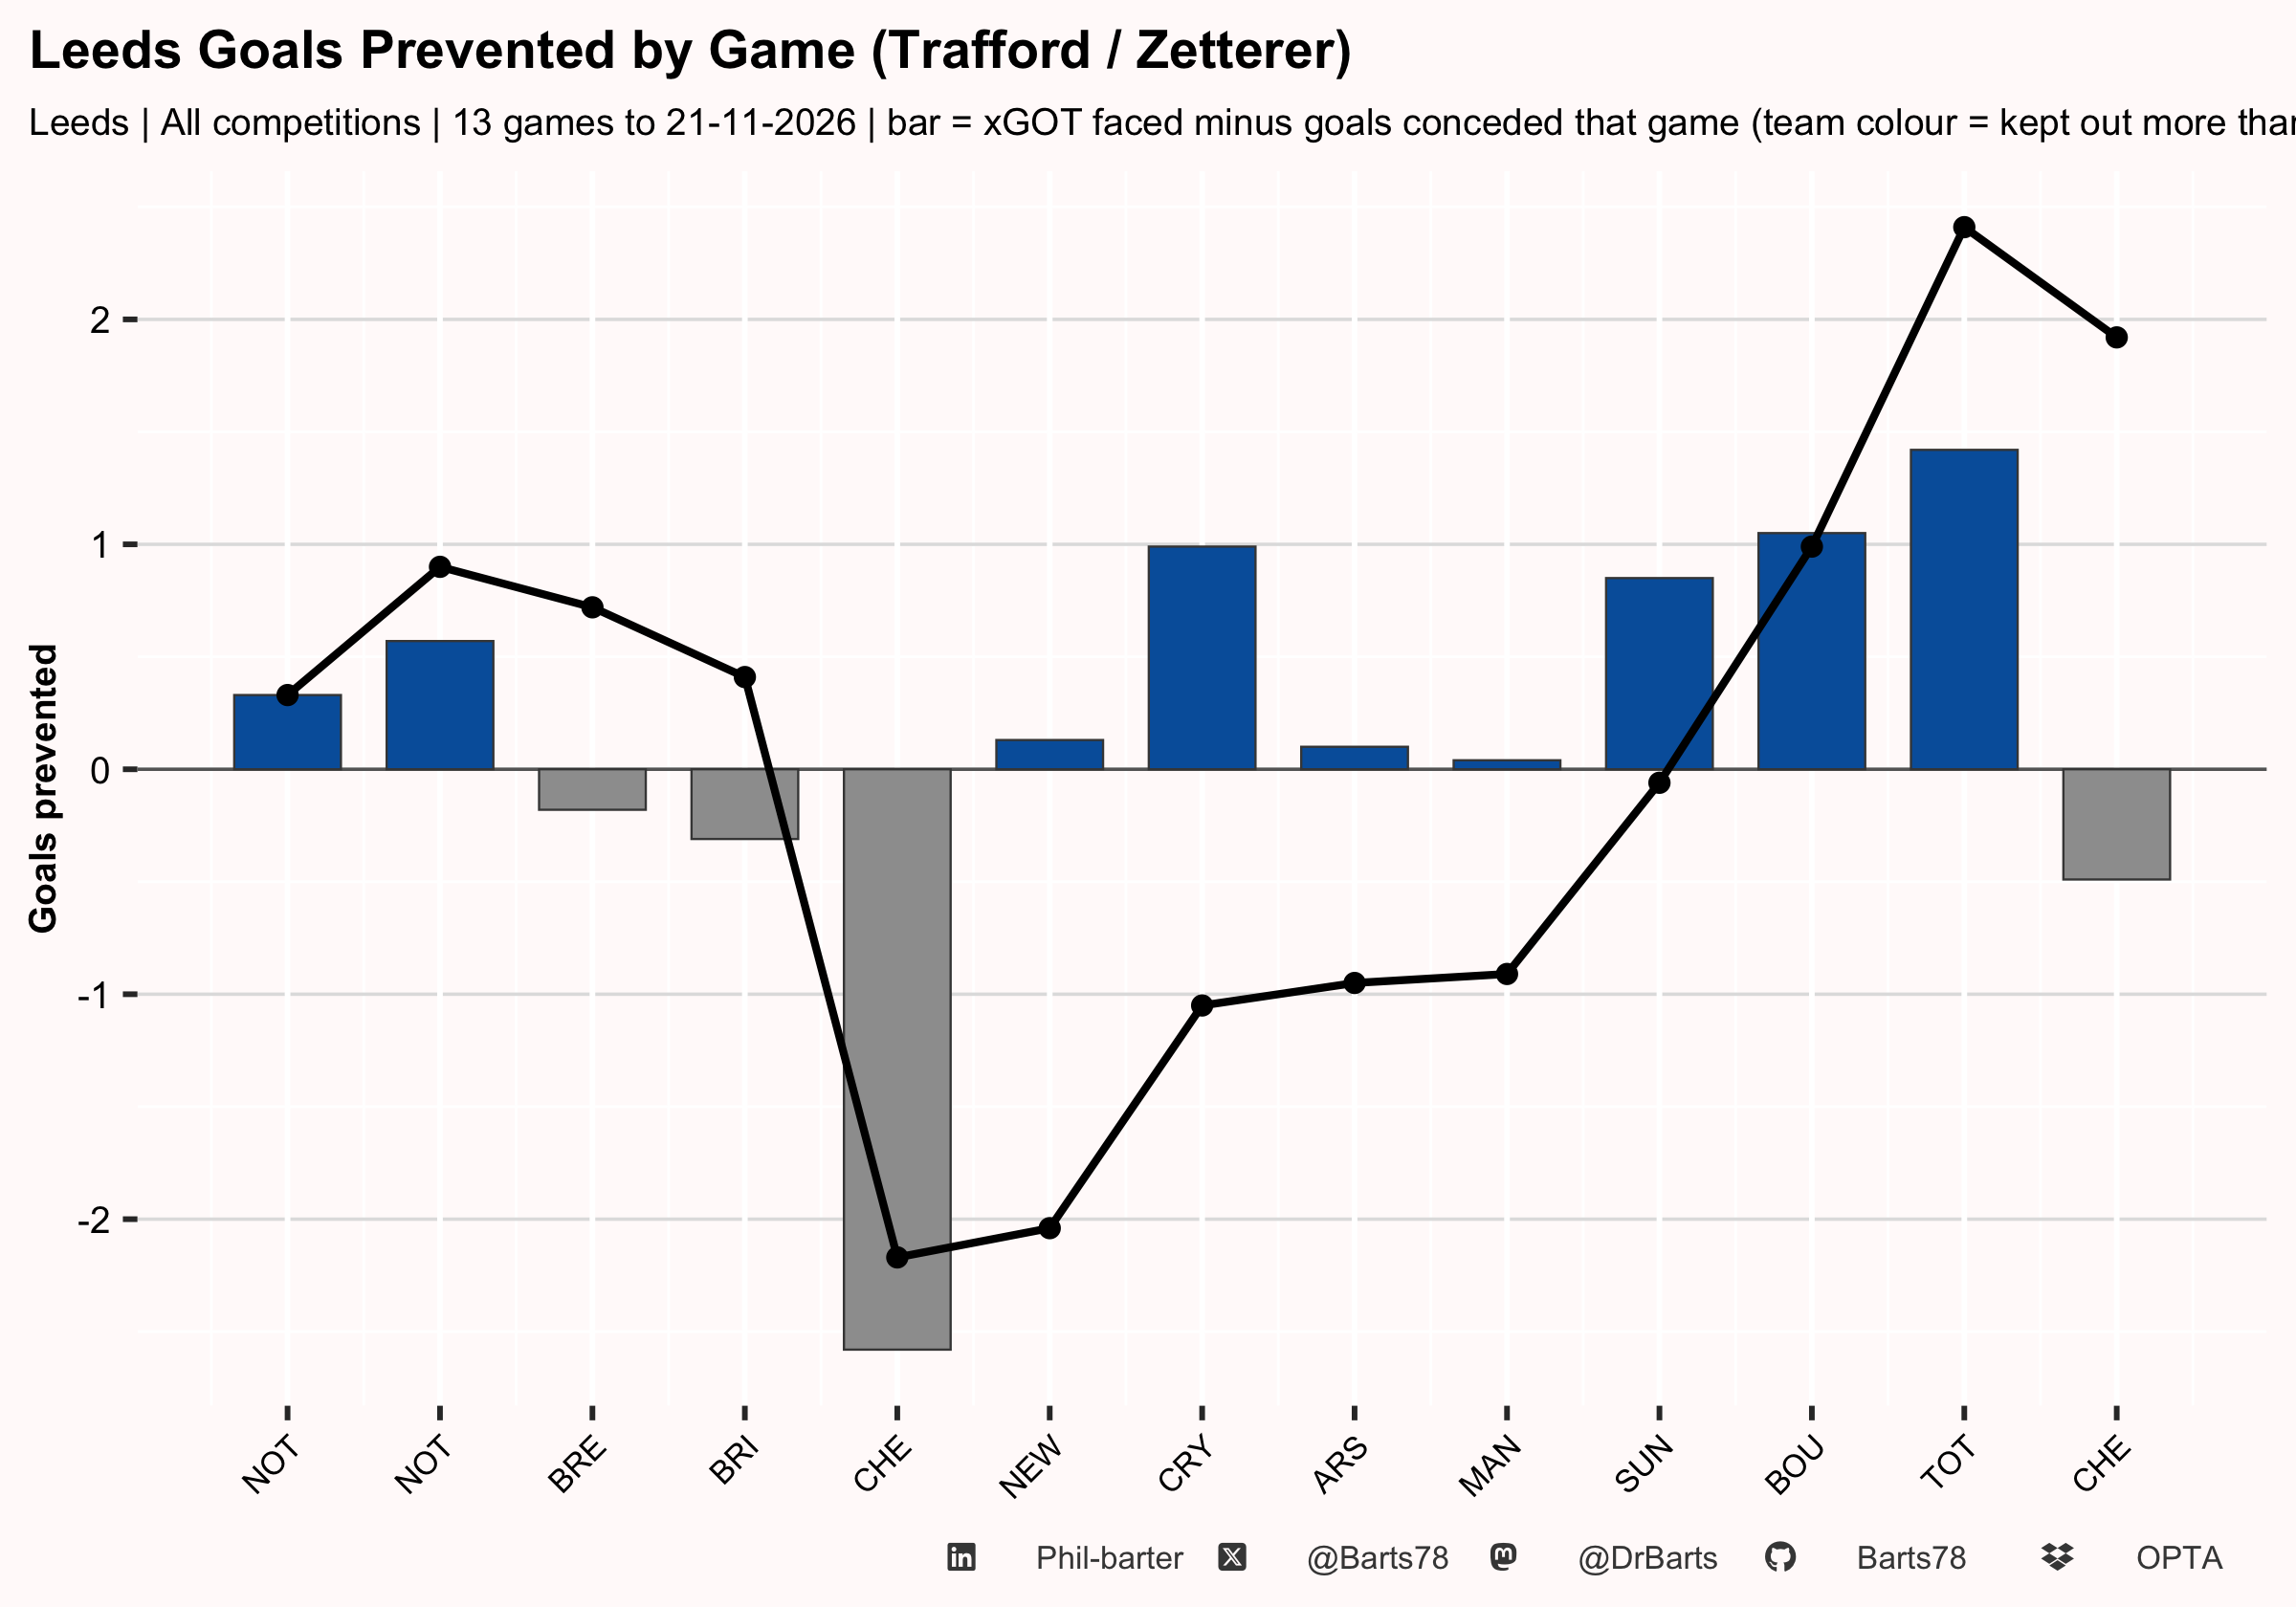 Leeds Goals Prevented by Game (Trafford / Zetterer)
Leeds | All competitions | 13 games to 21-11-2026 | bar = xGOT faced minus goals conceded that game (team colour = kept out more than
2
1
0
-1
-2
Goals prevented
NOT
NOT
BRE
BRI
CHE
NEW
CRY
ARS
MAN
SUN
BOU
TOT
CHE
Phil-barter @Barts78 @DrBarts Barts78 OPTA